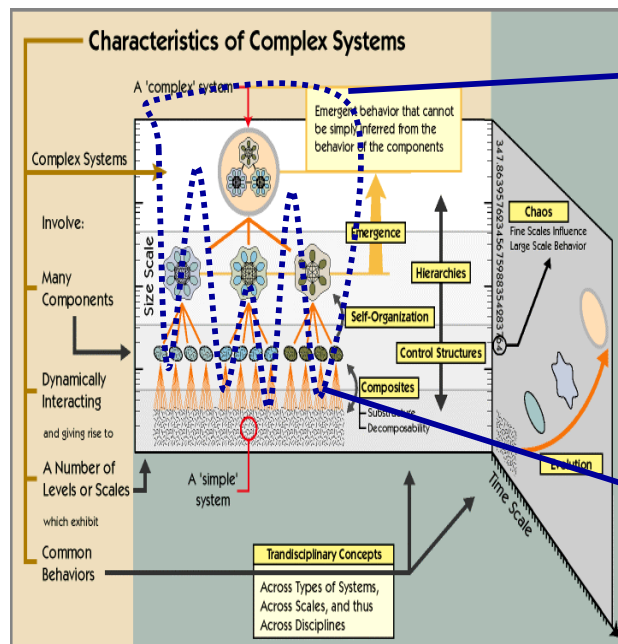 Characteristics of Complex Systems
A 'complex' system
Emergent behavior that cannot
be simply inferred from the
behavior of the components
Complex Systems
Involve:
Many
Components
Dynamically
Interacting
and giving rise to
A Number of
Levels or Scales
which exhibit
Common
Behaviors
Size Scale
Emergence
Hierarchies
Self-Organization
Control Structures
Composites
Substructure
Decomposability
A 'simple'
system
Trandisciplinary Concepts
Across Types of Systems,
Across Scales, and thus
Across Disciplines
Chaos
Fine Scales Influence
Large Scale Behavior
Evolution
Time Scale